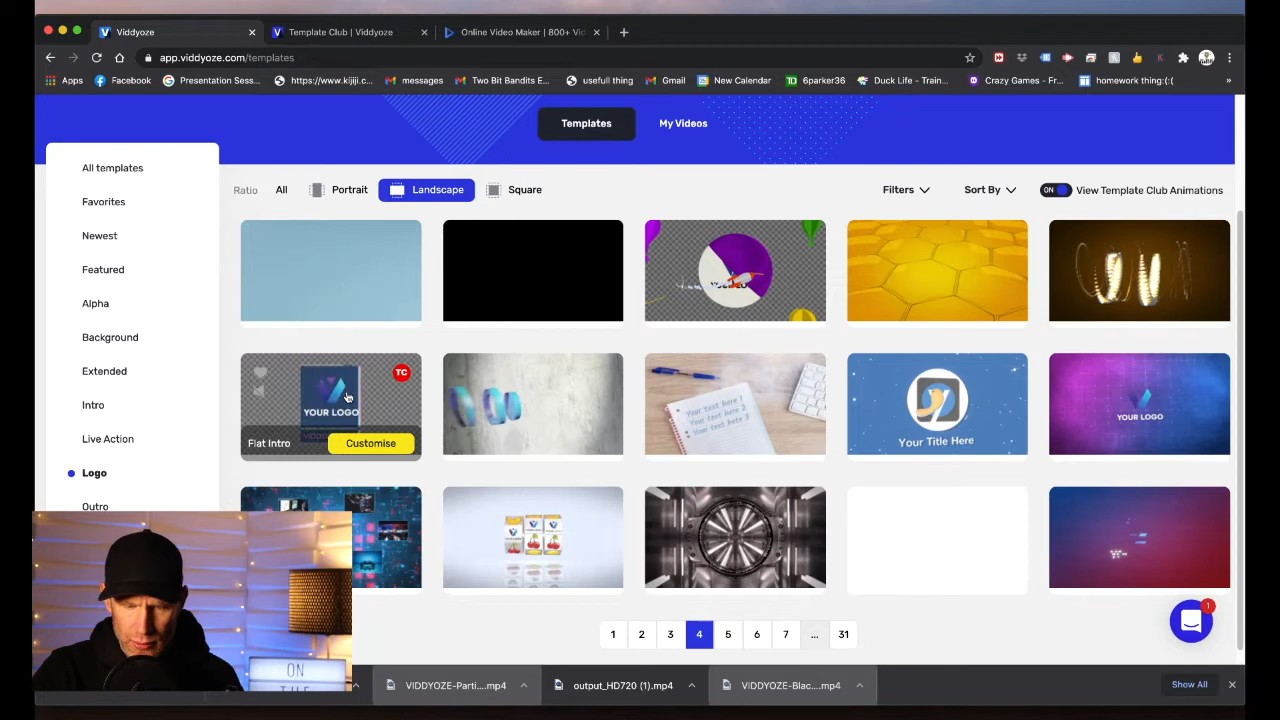 Viddyoze
Template Club | Viddyoze
Online Video Maker | 800+ Vid
app.viddyoze.com/templates
Apps
Facebook
Presentation Sess...
https://www.kijiji.c...
messages
Two Bit Bandits E...
usefull thing
Gmail
New Calendar
6parker36
Duck Life - Train...
Crazy Games - Fr...
homework thing:(:(
»
Templates
My Videos
All templates
Favorites
Newest
Featured
Alpha
Background
Extended
Intro
Live Action
Logo
Outro
Ratio
All
Portrait
Landscape
Square
Filters
Sort By
ON
View Template Club Animations
TC
YOUR LOGO
Flat Intro
Customise
Your text here 1
Your text here 2
Your text here 3
Your Title Here
YOUR LOGO
1
2
3
4
5
6
7
...
31
1
ON
THE
VIDDYOZE-Parti....mp4
output_HD720 (1).mp4
VIDDYOZE-Blac....mp4
Show All